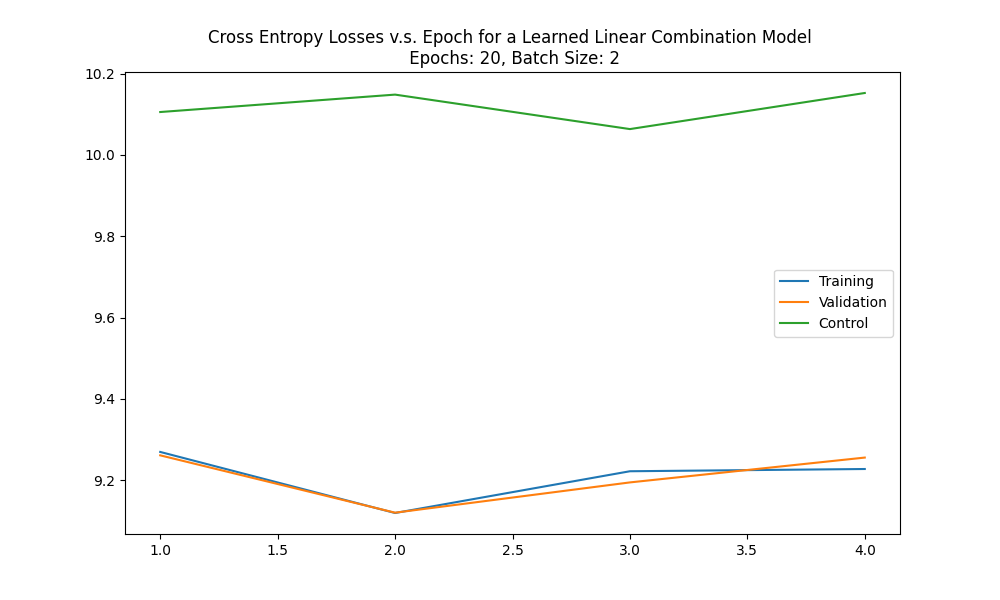 Cross Entropy Losses v.s. Epoch for a Learned Linear Combination Model
Epochs: 20, Batch Size: 2
10.2
10.0
9.8
9.6
9.4
9.2
Training
Validation
Control
1.0 1.5 2.0 2.5 3.0 3.5 4.0